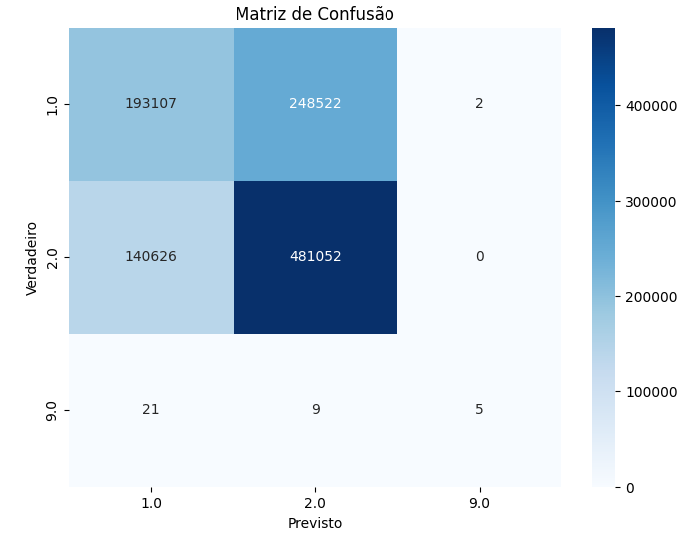 Matriz de Confusão
1.0 193107 248522 2
2.0 140626 481052 0
9.0 21 9 5
Verdadeiro
1.0 2.0 9.0
Previsto
400000
300000
200000
100000
0